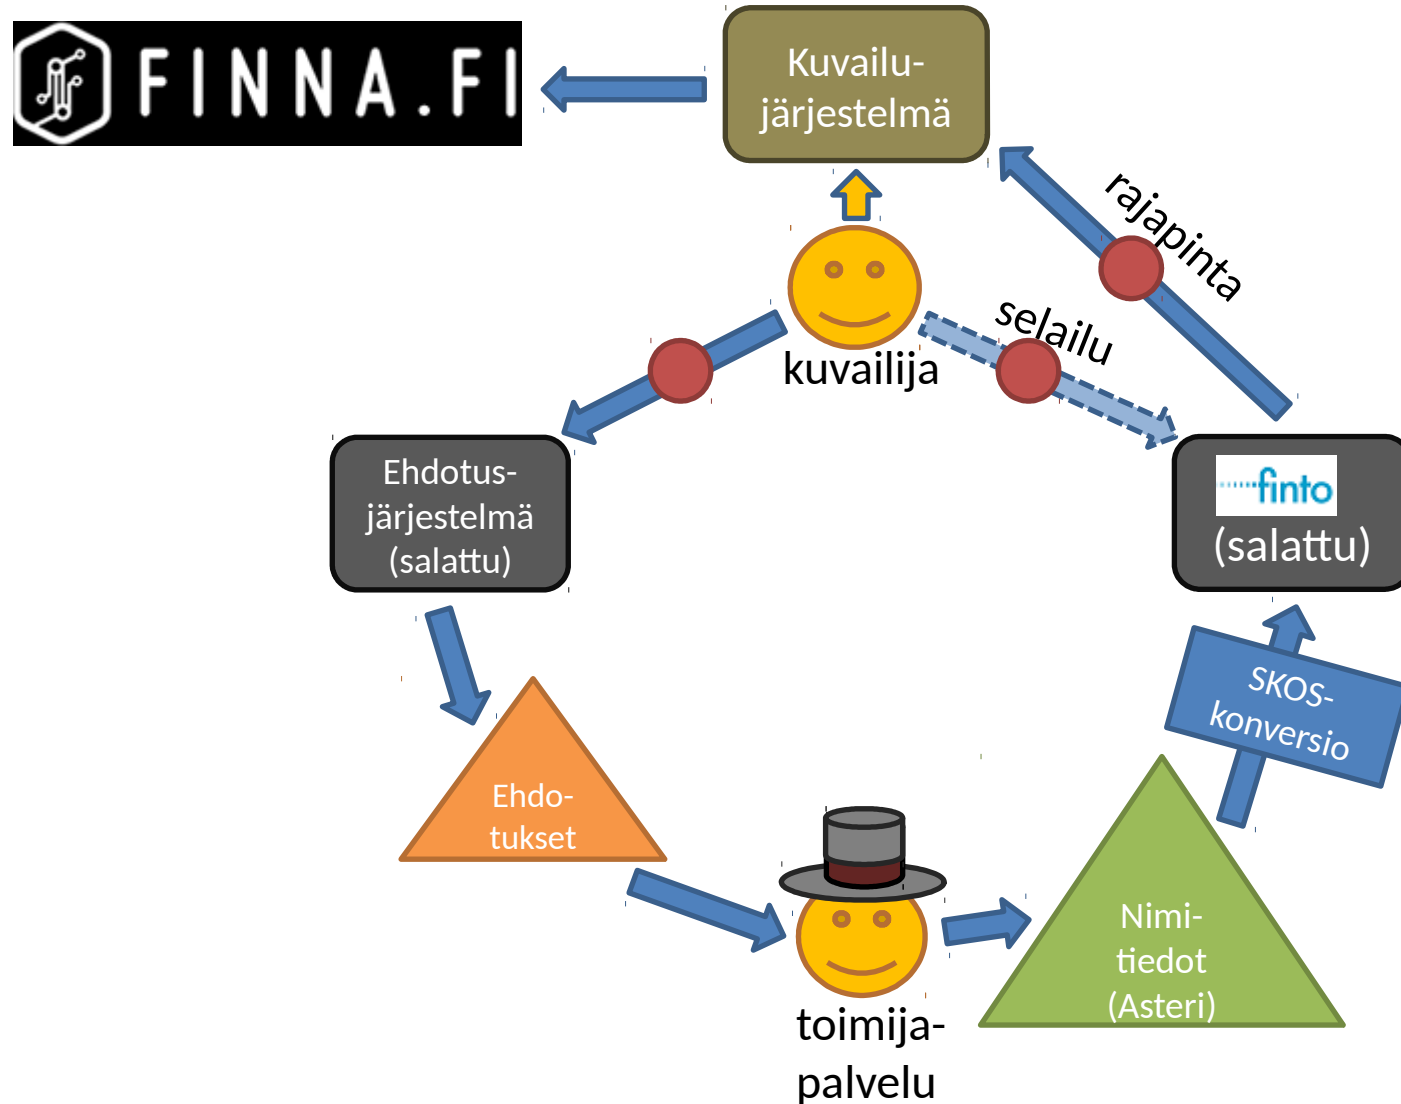 FINNA.FI
Kuvailu-
järjestelmä
rajapinta
selailu
kuvailija
Ehdotus-
järjestelmä
(salattu)
finto
(salattu)
SKOS-
konversio
Ehdo-
tukset
Nimi-
tiedot
(Asteri)
toimija-
palvelu